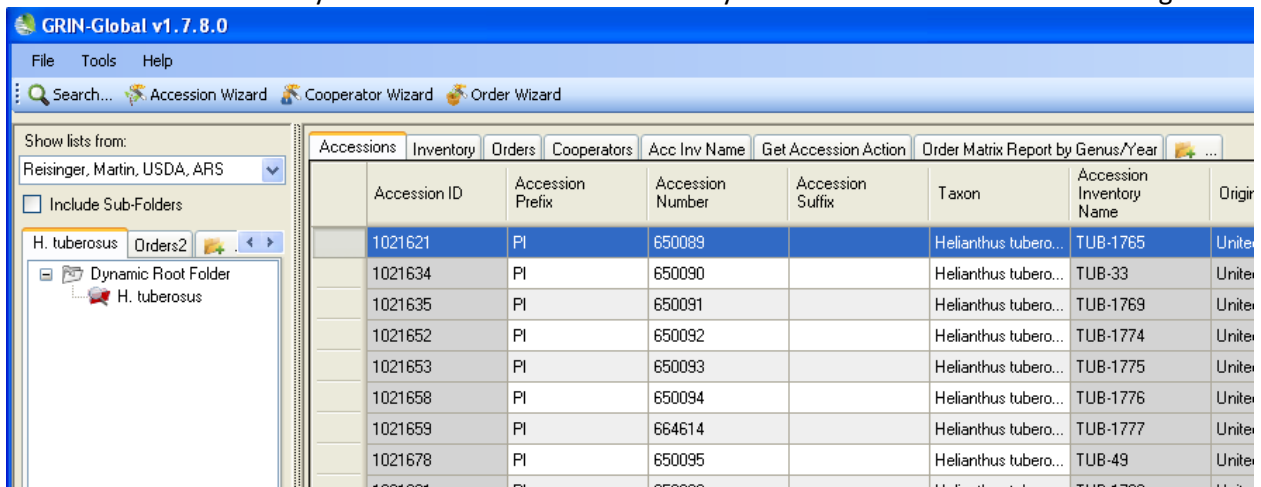 GRIN-Global v1.7.8.0
File Tools Help
Search... Accession Wizard Cooperator Wizard Order Wizard
Show lists from:
Reisinger, Martin, USDA, ARS
Include Sub-Folders
H. tuberosus Orders2
Dynamic Root Folder
H. tuberosus
Accessions Inventory Orders Cooperators Acc Inv Name Get Accession Action Order Matrix Report by Genus/Year ...
Accession ID Accession Prefix Accession Number Accession Suffix Taxon Accession Inventory Name Origin
1021621 PI 650089 Helianthus tubero... TUB-1765
1021634 PI 650090 Helianthus tubero... TUB-33
1021635 PI 650091 Helianthus tubero... TUB-1769
1021652 PI 650092 Helianthus tubero... TUB-1774
1021653 PI 650093 Helianthus tubero... TUB-1775
1021658 PI 650094 Helianthus tubero... TUB-1776
1021659 PI 664614 Helianthus tubero... TUB-1777
1021678 PI 650095 Helianthus tubero... TUB-49